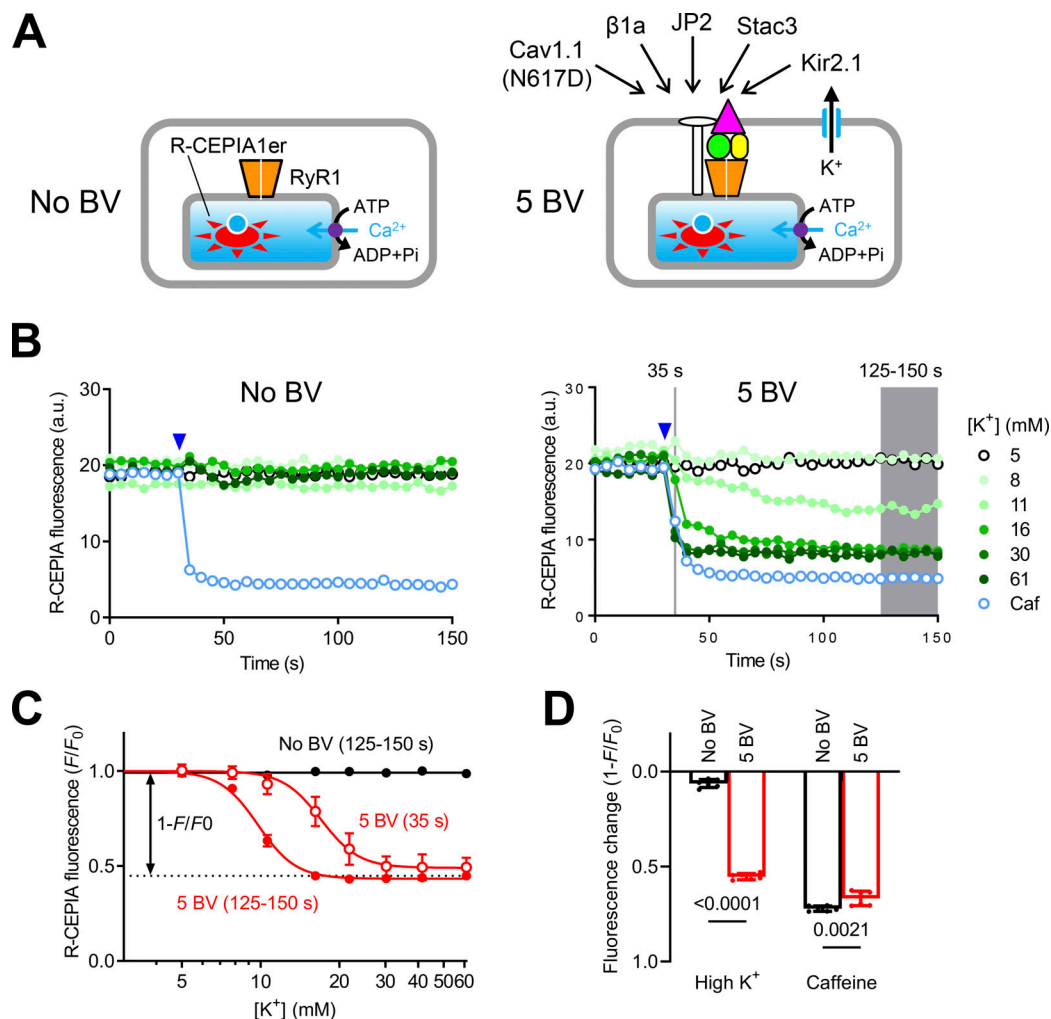 A
No BV
R-CEPIA1er
RyR1
ATP
Ca²⁺
ADP+Pi
5 BV
Cav1.1
(N617D)
β1a
JP2
Stac3
Kir2.1
K⁺
ATP
Ca²⁺
ADP+Pi
B
No BV
R-CEPIA fluorescence (a.u.)
30
20
10
0
0
50
100
150
Time (s)
35 s
5 BV
125-150 s
R-CEPIA fluorescence (a.u.)
30
20
10
0
0
50
100
150
Time (s)
[K⁺] (mM)
5
8
11
16
30
61
Caf
C
R-CEPIA fluorescence (F/F₀)
1.0
0.5
0.0
No BV (125-150 s)
1-F/F0
5 BV (35 s)
5 BV (125-150 s)
5
10
20
30
40
50
60
[K⁺] (mM)
D
Fluorescence change (1-F/F₀)
No BV
5 BV
No BV
5 BV
0.0
0.5
1.0
<0.0001
0.0021
High K⁺
Caffeine